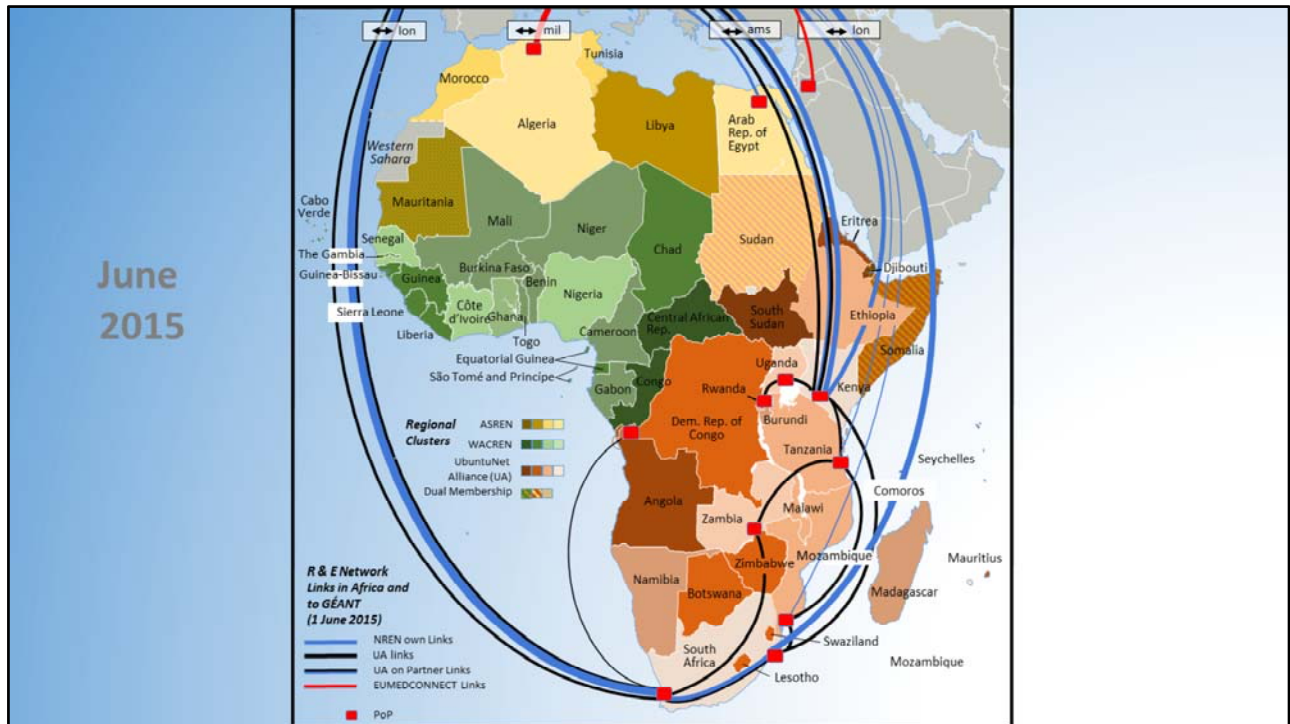 June
2015
lon
mil
ams
lon
Tunisia
Morocco
Algeria
Libya
Arab
Rep. of
Egypt
Western
Sahara
Mauritania
Cabo
Verde
Mali
Niger
Chad
Sudan
Eritrea
Senegal
The Gambia
Guinea-Bissau
Djibouti
Burkina Faso
Benin
Guinea
Nigeria
Côte
d'Ivoire
Ghana
Sierra Leone
Liberia
Togo
Cameroon
Central African
Rep.
South
Sudan
Ethiopia
Somalia
Equatorial Guinea
São Tomé and Príncipe
Gabon
Congo
Uganda
Rwanda
Kenya
Burundi
Dem. Rep. of
Congo
Tanzania
Seychelles
Comoros
Regional
Clusters
ASREN
WACREN
UbuntuNet
Alliance (UA)
Dual Membership
Angola
Zambia
Malawi
Mozambique
Zimbabwe
Mauritius
Madagascar
Namibia
Botswana
Swaziland
South
Africa
Lesotho
Mozambique
R & E Network
Links in Africa and
to GÉANT
(1 June 2015)
NREN own Links
UA links
UA on Partner Links
EUMEDCONNECT Links
PoP